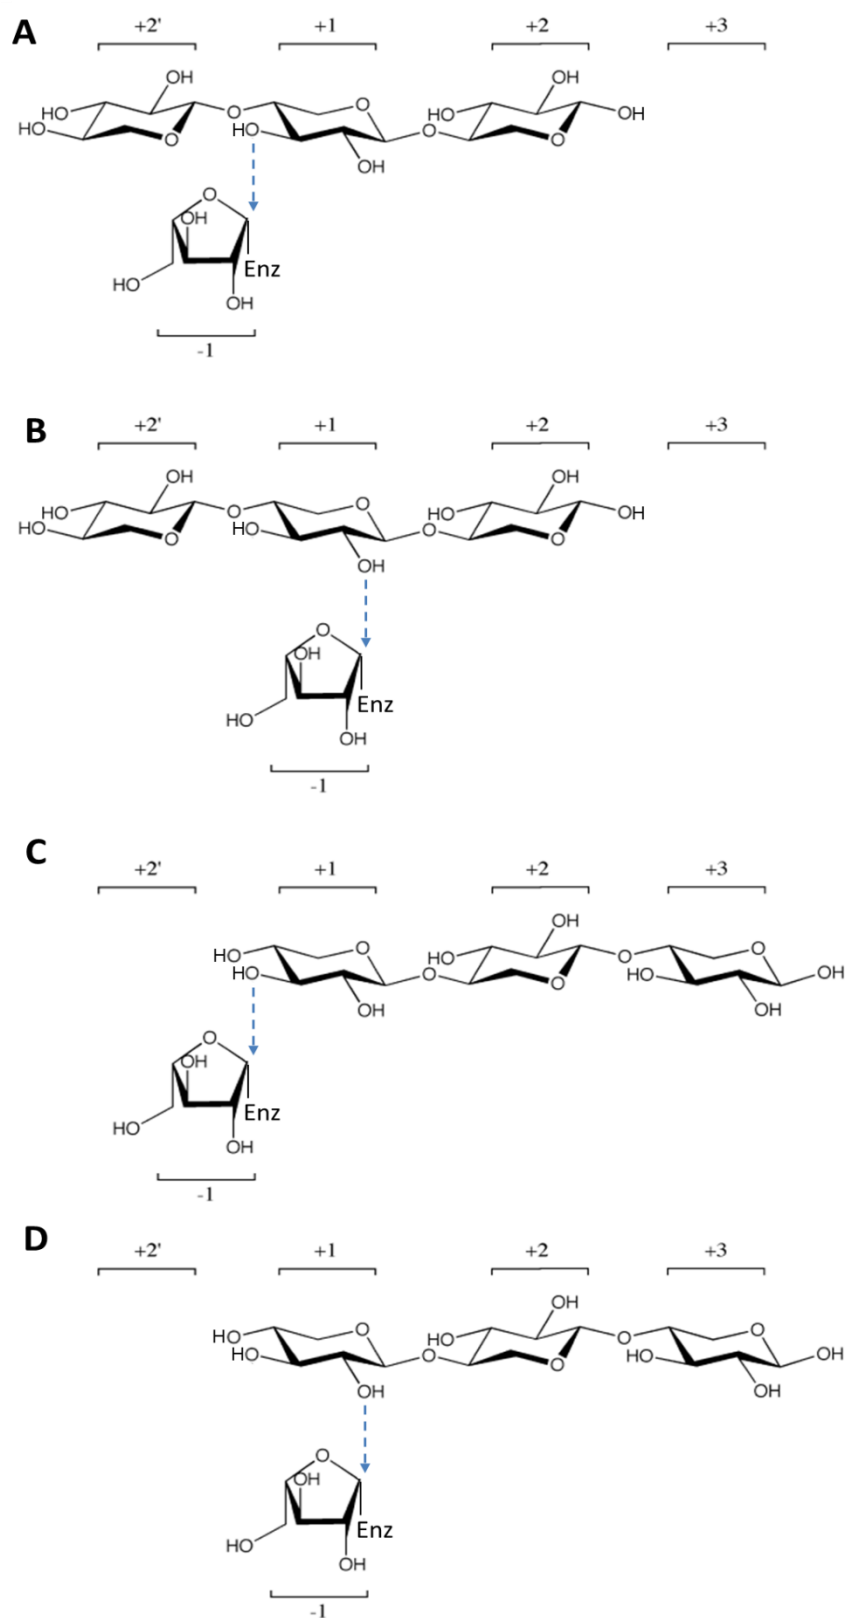 A +2' +1 +2 +3
OH OH
HO O O HO OH
HO O HO O O
OH
O
OH
Enz
HO
OH
-1
B +2' +1 +2 +3
OH OH
HO O O HO OH
HO O HO O O
OH
O
OH
Enz
HO
OH
-1
C +2' +1 +2 +3
OH
HO O HO O O
HO O O HO OH
OH OH
O
OH
Enz
HO
OH
-1
D +2' +1 +2 +3
OH
HO O HO O O
HO O O HO OH
OH OH
O
OH
Enz
HO
OH
-1